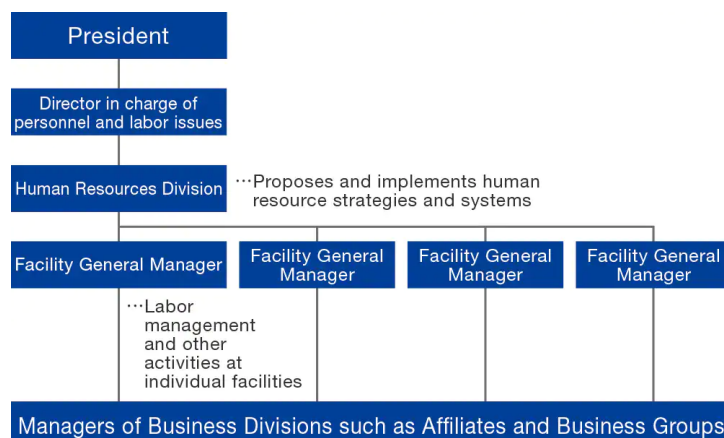 President
Director in charge of
personnel and labor issues
Human Resources Division
…Proposes and implements human
resource strategies and systems
Facility General Manager
Facility General
Manager
Facility General
Manager
Facility General
Manager
…Labor
management
and other
activities at
individual facilities
Managers of Business Divisions such as Affiliates and Business Groups